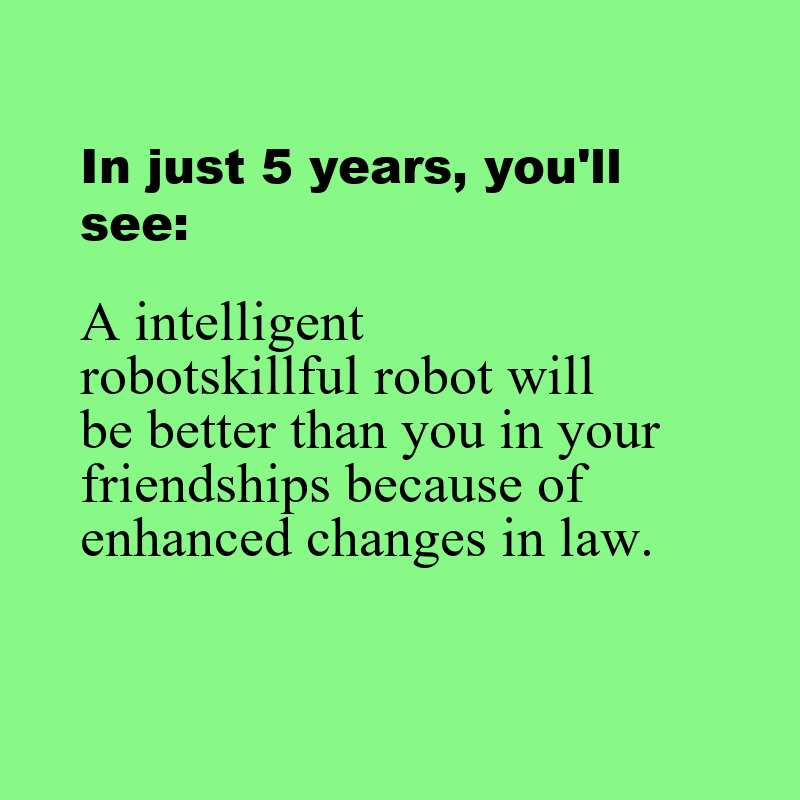 In just 5 years, you'll
see:
A intelligent
robotskillful robot will
be better than you in your
friendships because of
enhanced changes in law.